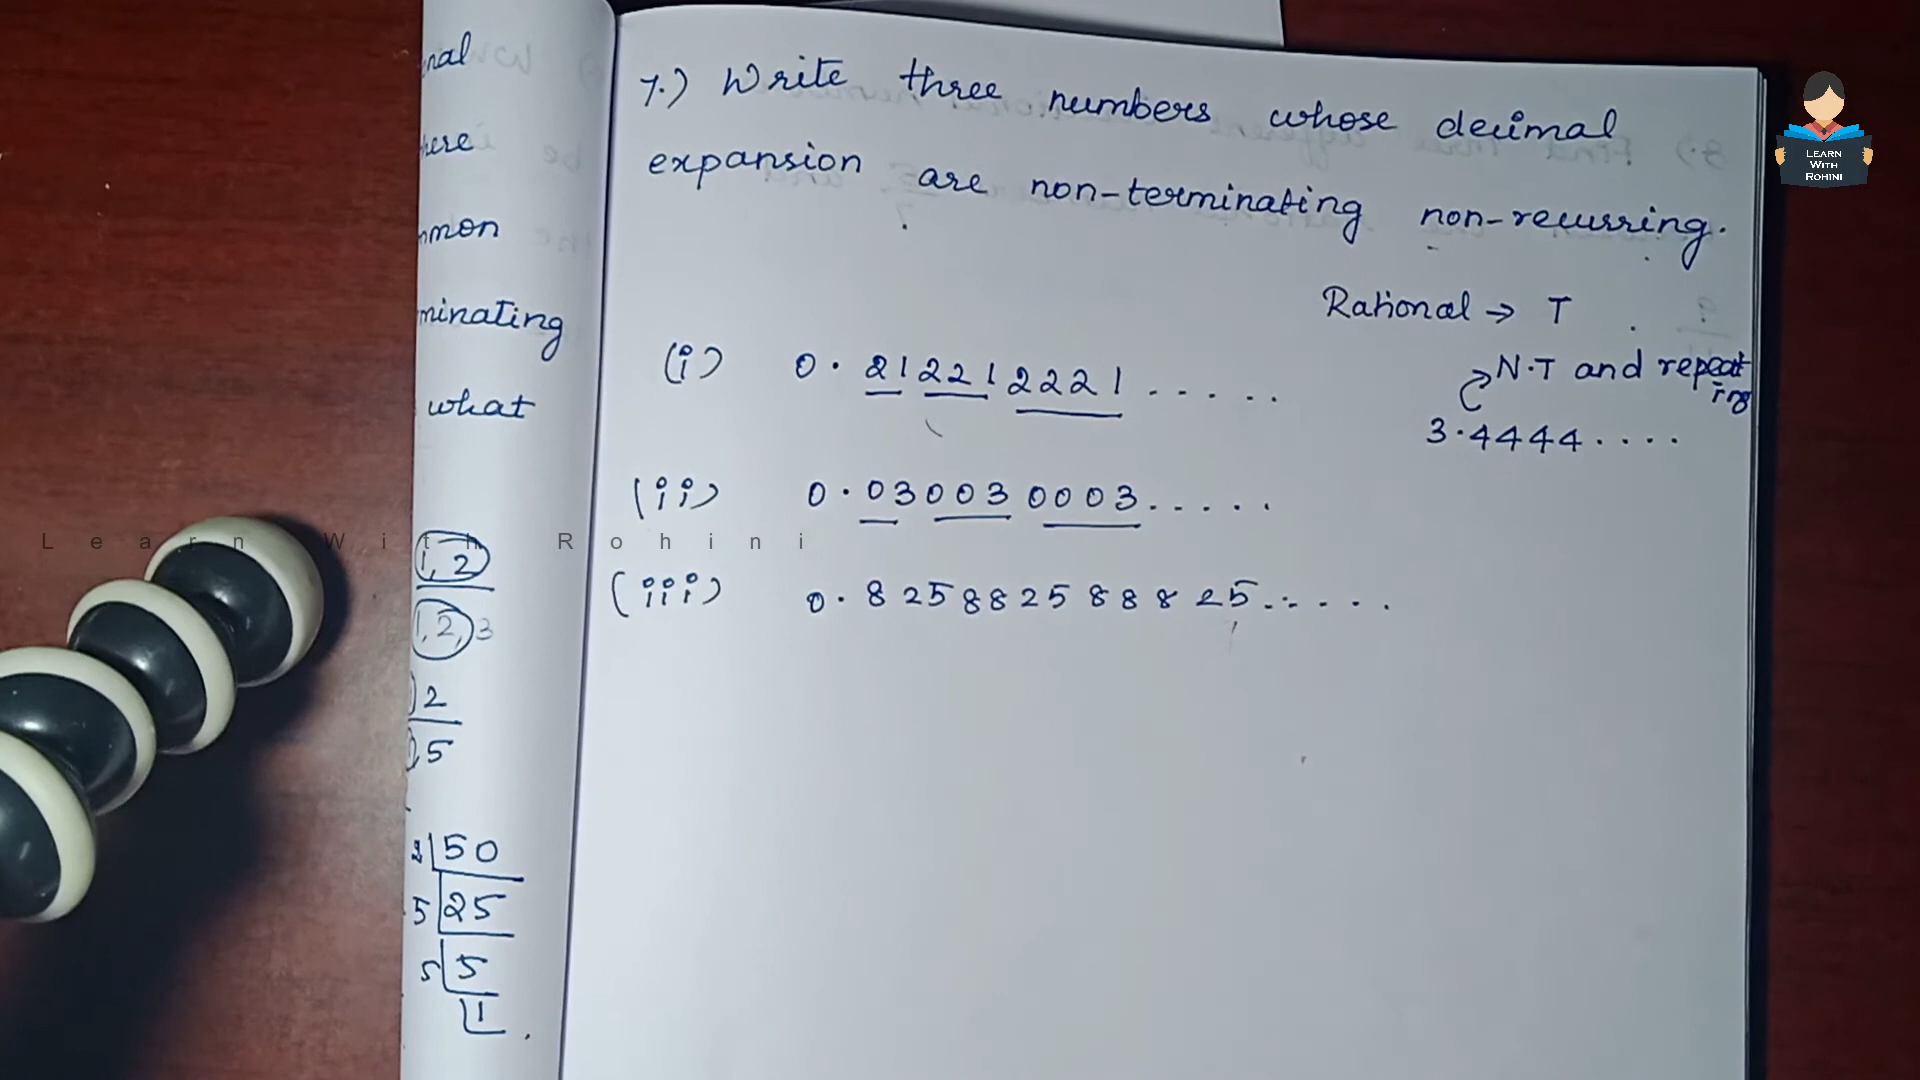 nal
here
mmon
minating
what
1, 2
1, 2, 3
2
5
2 50
5 25
5 5
1
7.) Write three numbers whose decimal
expansion are non-terminating non-recurring.
Rational → T
N.T and repeat
ing
3.4444....
(i) 0.212212221.....
(ii) 0.030030003.....
(iii) 0.825882588825......
LEARN
WITH
ROHINI
Learn With Rohini